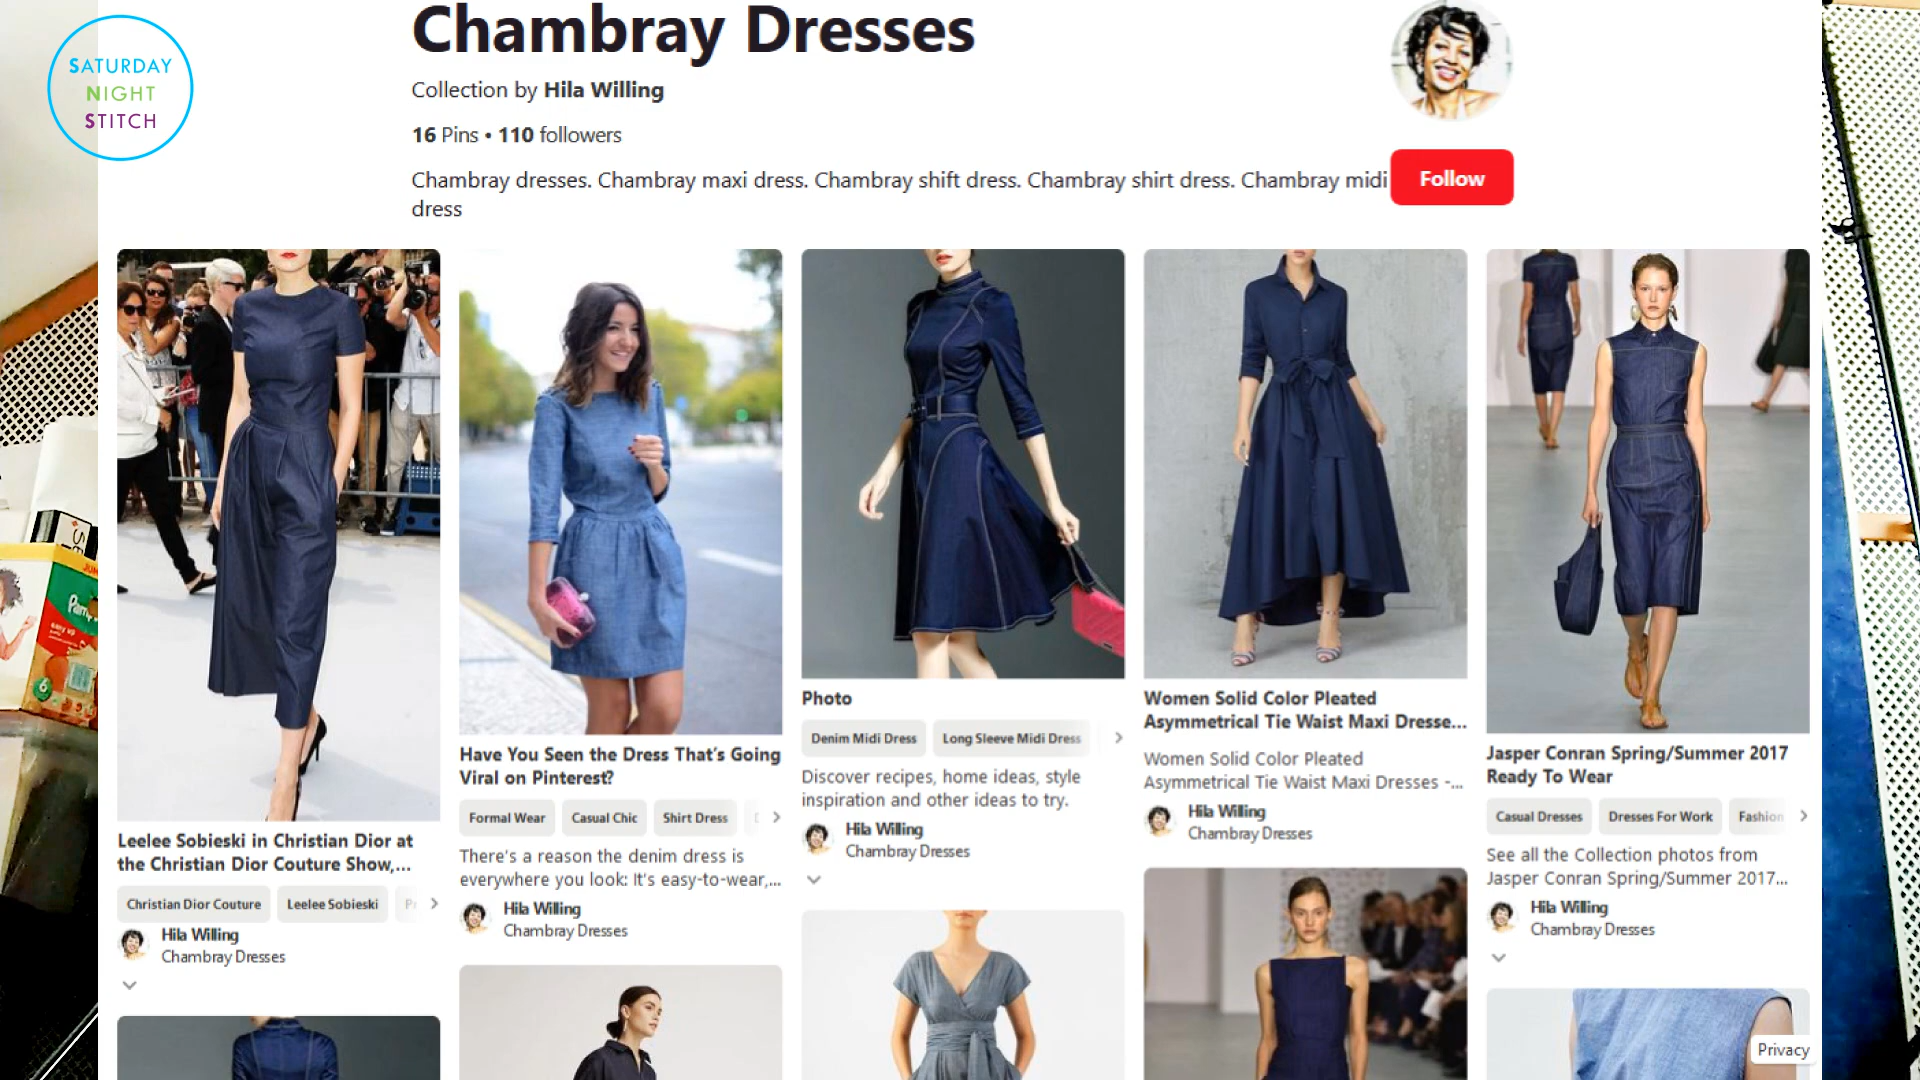 SATURDAY
NIGHT
STITCH
Chambray Dresses
Collection by Hila Willing
16 Pins • 110 followers
Chambray dresses. Chambray maxi dress. Chambray shift dress. Chambray shirt dress. Chambray midi
dress
Follow
Leelee Sobieski in Christian Dior at
the Christian Dior Couture Show,...
Christian Dior Couture
Leelee Sobieski
Hila Willing
Chambray Dresses
Have You Seen the Dress That's Going
Viral on Pinterest?
Formal Wear
Casual Chic
Shirt Dress
There's a reason the denim dress is
everywhere you look: It's easy-to-wear,...
Hila Willing
Chambray Dresses
Photo
Denim Midi Dress
Long Sleeve Midi Dress
Discover recipes, home ideas, style
inspiration and other ideas to try.
Hila Willing
Chambray Dresses
Women Solid Color Pleated
Asymmetrical Tie Waist Maxi Dresse...
Women Solid Color Pleated
Asymmetrical Tie Waist Maxi Dresses -...
Hila Willing
Chambray Dresses
Jasper Conran Spring/Summer 2017
Ready To Wear
Casual Dresses
Dresses For Work
Fashion
See all the Collection photos from
Jasper Conran Spring/Summer 2017...
Hila Willing
Chambray Dresses
Privacy